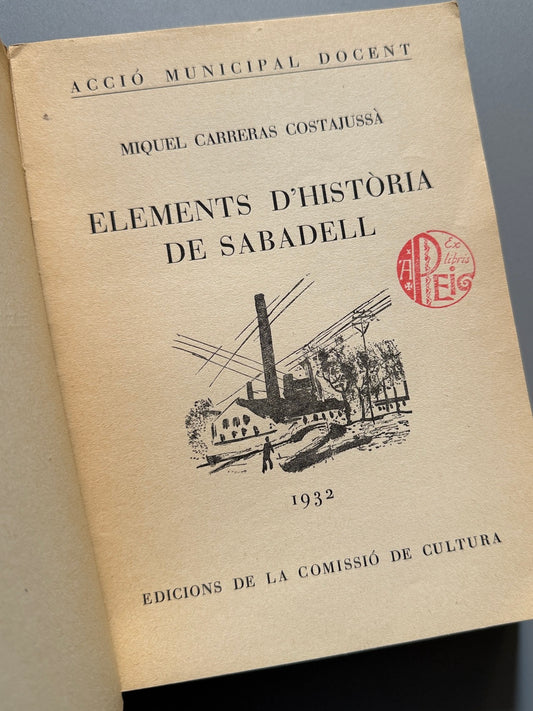 ACCIÓ MUNICIPAL DOCENT
MIQUEL CARRERAS COSTAJUSSÀ
ELEMENTS D'HISTÒRIA
DE SABADELL
Ex
libris
A
REIG
1932
EDICIONS DE LA COMISSIÓ DE CULTURA